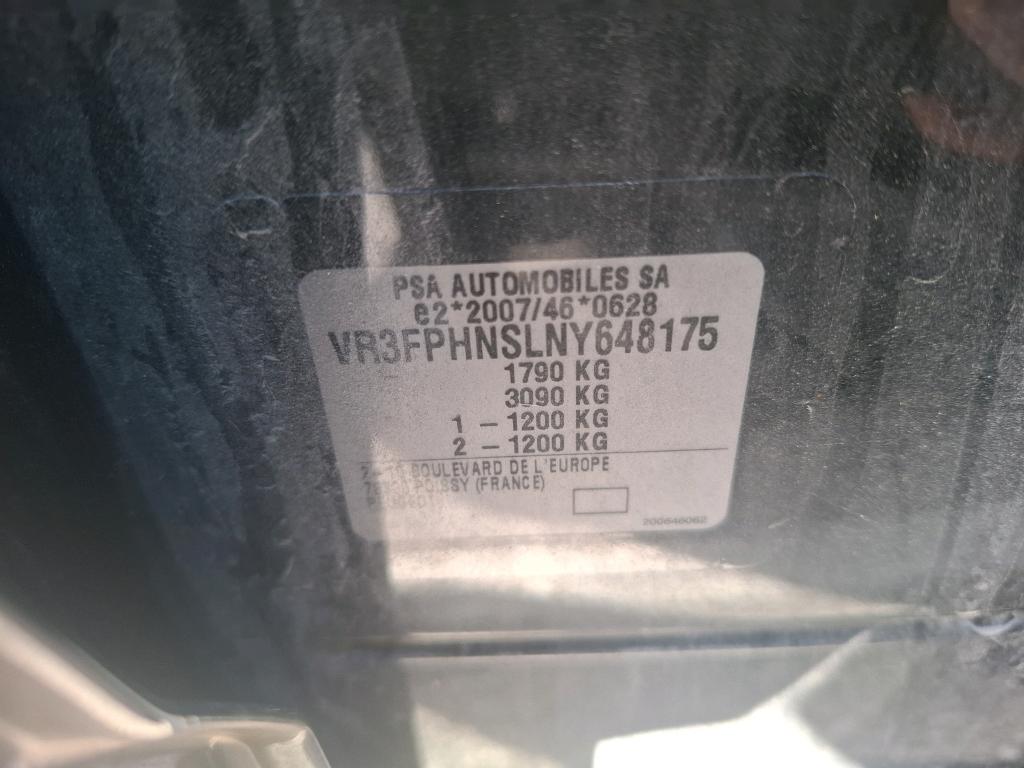 PSA AUTOMOBILES SA
e2*2007/46*0628
VR3FPHNSLNY648175
1790 KG
3090 KG
1 – 1200 KG
2 – 1200 KG
BOULEVARD DE L'EUROPE
POISSY (FRANCE)
200646062